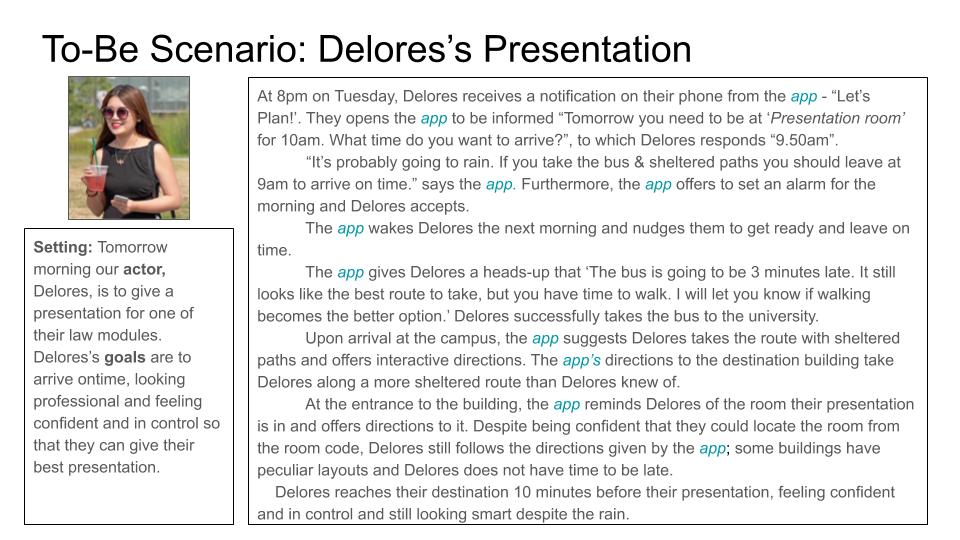 To-Be Scenario: Delores’s Presentation
Setting: Tomorrow
morning our actor,
Delores, is to give a
presentation for one of
their law modules.
Delores’s goals are to
arrive ontime, looking
professional and feeling
confident and in control so
that they can give their
best presentation.
At 8pm on Tuesday, Delores receives a notification on their phone from the app - “Let’s
Plan!’. They opens the app to be informed “Tomorrow you need to be at ‘Presentation room’
for 10am. What time do you want to arrive?”, to which Delores responds “9.50am”.
“It’s probably going to rain. If you take the bus & sheltered paths you should leave at
9am to arrive on time.” says the app. Furthermore, the app offers to set an alarm for the
morning and Delores accepts.
The app wakes Delores the next morning and nudges them to get ready and leave on
time.
The app gives Delores a heads-up that ‘The bus is going to be 3 minutes late. It still
looks like the best route to take, but you have time to walk. I will let you know if walking
becomes the better option.’ Delores successfully takes the bus to the university.
Upon arrival at the campus, the app suggests Delores takes the route with sheltered
paths and offers interactive directions. The app’s directions to the destination building take
Delores along a more sheltered route than Delores knew of.
At the entrance to the building, the app reminds Delores of the room their presentation
is in and offers directions to it. Despite being confident that they could locate the room from
the room code, Delores still follows the directions given by the app; some buildings have
peculiar layouts and Delores does not have time to be late.
Delores reaches their destination 10 minutes before their presentation, feeling confident
and in control and still looking smart despite the rain.